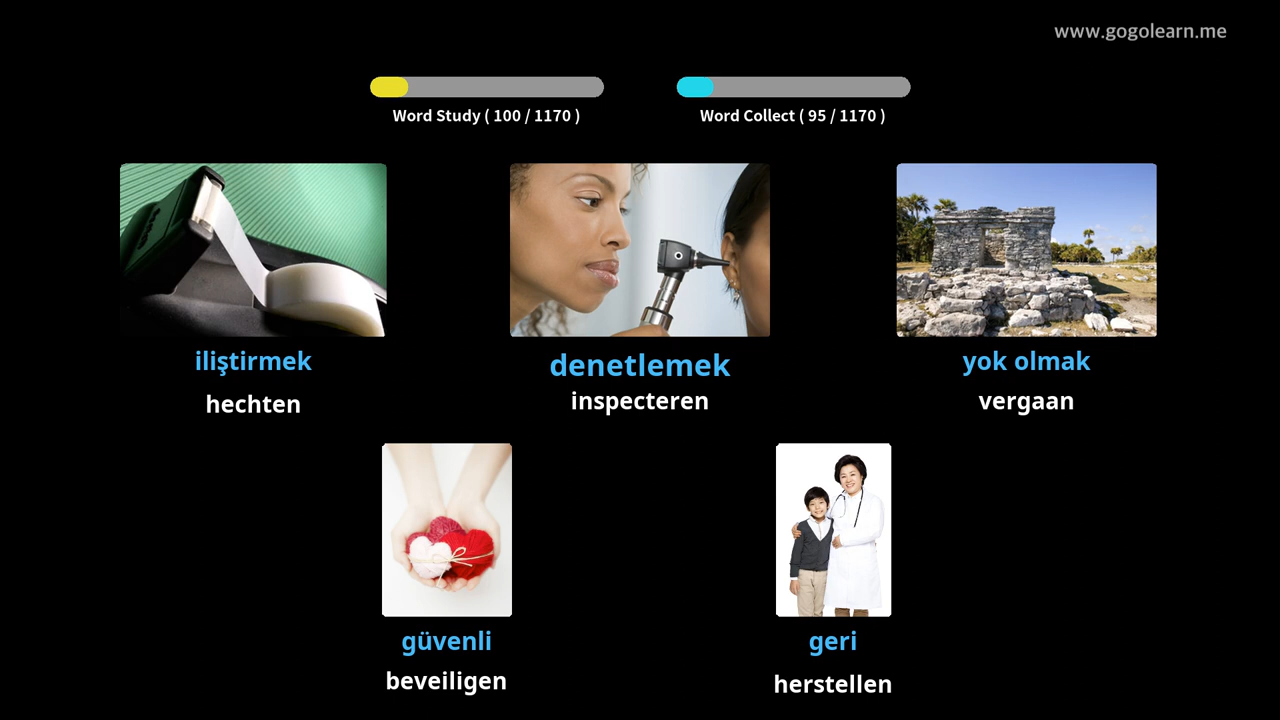 www.gogolearn.me
Word Study ( 100 / 1170 )
Word Collect ( 95 / 1170 )
iliştirmek
hechten
denetlemek
inspecteren
yok olmak
vergaan
güvenli
beveiligen
geri
herstellen